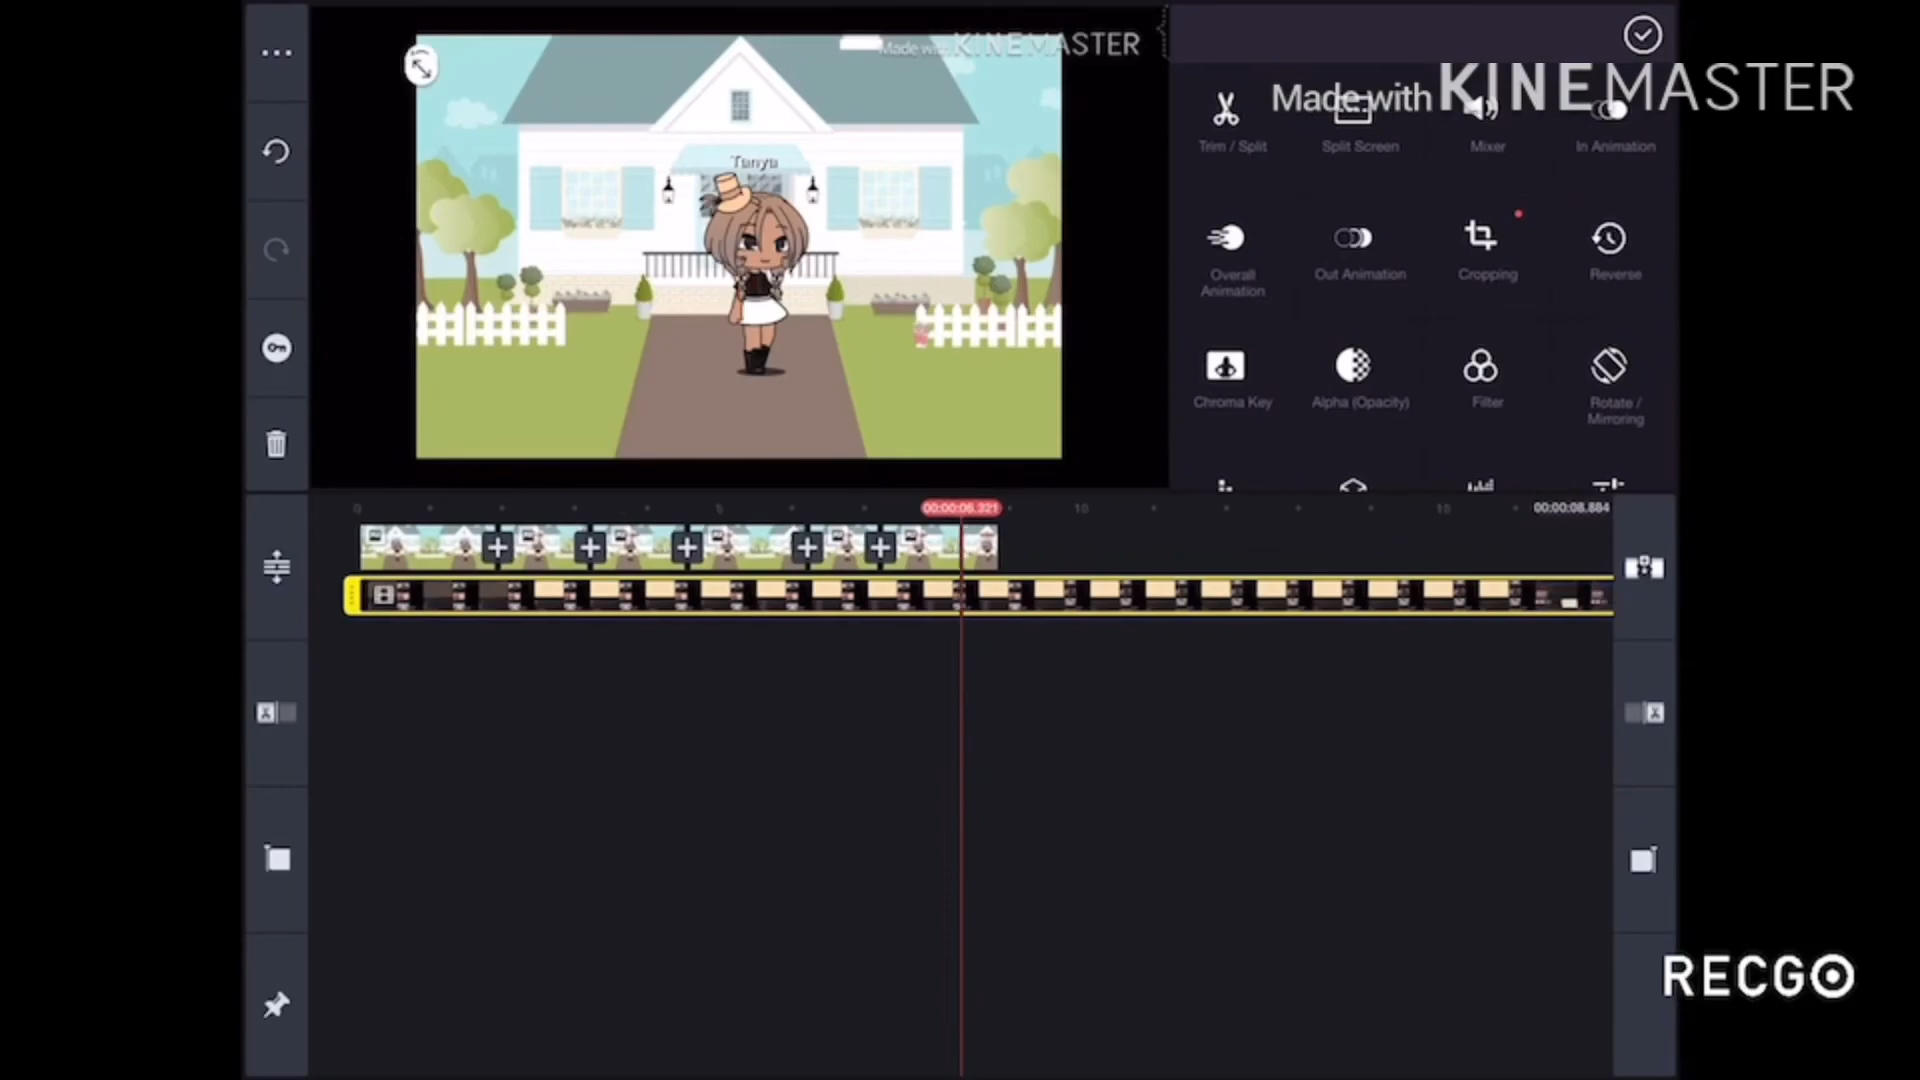 Made with KINEMASTER
Made with KINEMASTER
Trim / Split
Split Screen
Mixer
In Animation
Tanya
Overall
Animation
Out Animation
Cropping
Reverse
Chroma Key
Alpha (Opacity)
Filter
Rotate /
Mirroring
0
5
00:00:06.321
10
00:00:08.884
RECGO